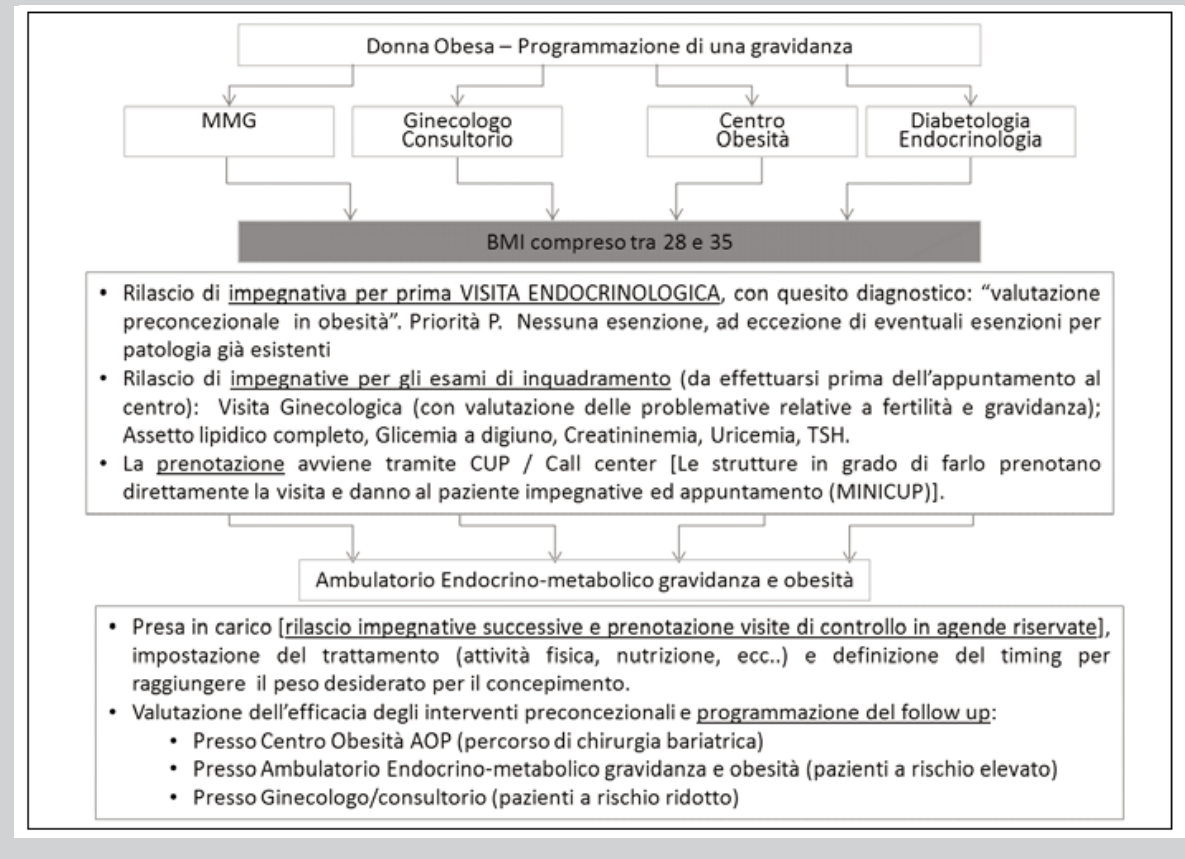 Donna Obesa – Programmazione di una gravidanza
MMG
Ginecologo
Consultorio
Centro
Obesità
Diabetologia
Endocrinologia
BMI compreso tra 28 e 35
• Rilascio di impegnativa per prima VISITA ENDOCRINOLOGICA, con quesito diagnostico: “valutazione
preconcezionale in obesità”. Priorità P. Nessuna esenzione, ad eccezione di eventuali esenzioni per
patologia già esistenti
• Rilascio di impegnative per gli esami di inquadramento (da effettuarsi prima dell’appuntamento al
centro): Visita Ginecologica (con valutazione delle problemative relative a fertilità e gravidanza);
Assetto lipidico completo, Glicemia a digiuno, Creatininemia, Uricemia, TSH.
• La prenotazione avviene tramite CUP / Call center [Le strutture in grado di farlo prenotano
direttamente la visita e danno al paziente impegnative ed appuntamento (MINICUP)].
Ambulatorio Endocrino-metabolico gravidanza e obesità
• Presa in carico [rilascio impegnative successive e prenotazione visite di controllo in agende riservate],
impostazione del trattamento (attività fisica, nutrizione, ecc..) e definizione del timing per
raggiungere il peso desiderato per il concepimento.
• Valutazione dell’efficacia degli interventi preconcezionali e programmazione del follow up:
• Presso Centro Obesità AOP (percorso di chirurgia bariatrica)
• Presso Ambulatorio Endocrino-metabolico gravidanza e obesità (pazienti a rischio elevato)
• Presso Ginecologo/consultorio (pazienti a rischio ridotto)